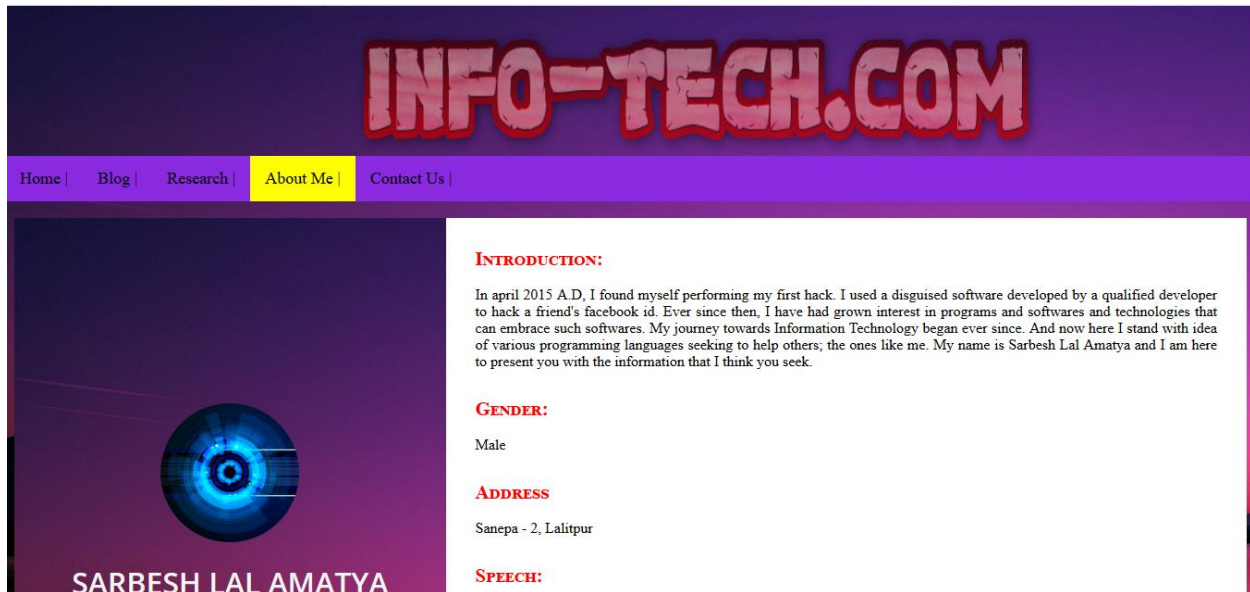 INFO-TECH.COM
Home | Blog | Research | About Me | Contact Us |
INTRODUCTION:
In april 2015 A.D, I found myself performing my first hack. I used a disguised software developed by a qualified developer
to hack a friend's facebook id. Ever since then, I have had grown interest in programs and softwares and technologies that
can embrace such softwares. My journey towards Information Technology began ever since. And now here I stand with idea
of various programming languages seeking to help others; the ones like me. My name is Sarbesh Lal Amatya and I am here
to present you with the information that I think you seek.
GENDER:
Male
ADDRESS
Sanepa - 2, Lalitpur
SPEECH:
SARBESH LAL AMATYA